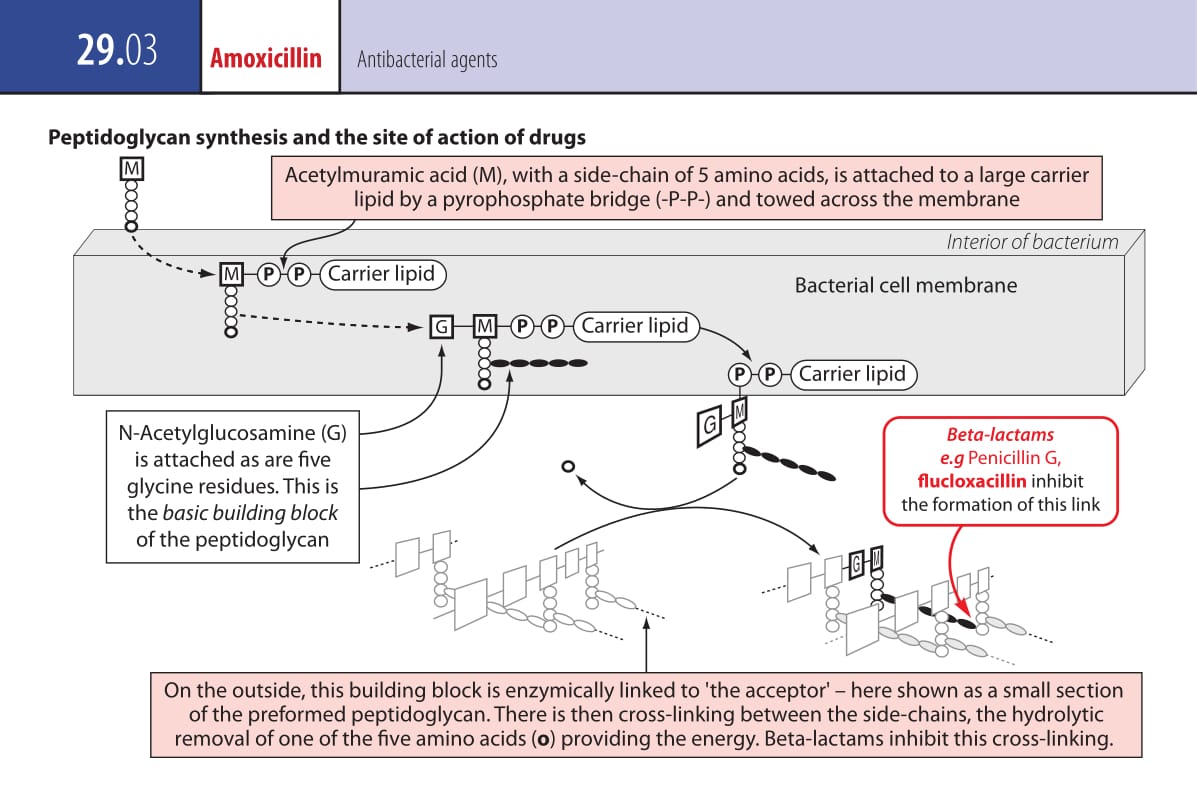 29.03
Amoxicillin
Antibacterial agents
Peptidoglycan synthesis and the site of action of drugs
M
Acetylmuramic acid (M), with a side-chain of 5 amino acids, is attached to a large carrier
lipid by a pyrophosphate bridge (-P-P-) and towed across the membrane
Interior of bacterium
M P P Carrier lipid
Bacterial cell membrane
G M P P Carrier lipid
P P Carrier lipid
G M
N-Acetylglucosamine (G)
is attached as are five
glycine residues. This is
the basic building block
of the peptidoglycan
Beta-lactams
e.g Penicillin G,
flucloxacillin inhibit
the formation of this link
G M
On the outside, this building block is enzymically linked to 'the acceptor' – here shown as a small section
of the preformed peptidoglycan. There is then cross-linking between the side-chains, the hydrolytic
removal of one of the five amino acids (o) providing the energy. Beta-lactams inhibit this cross-linking.